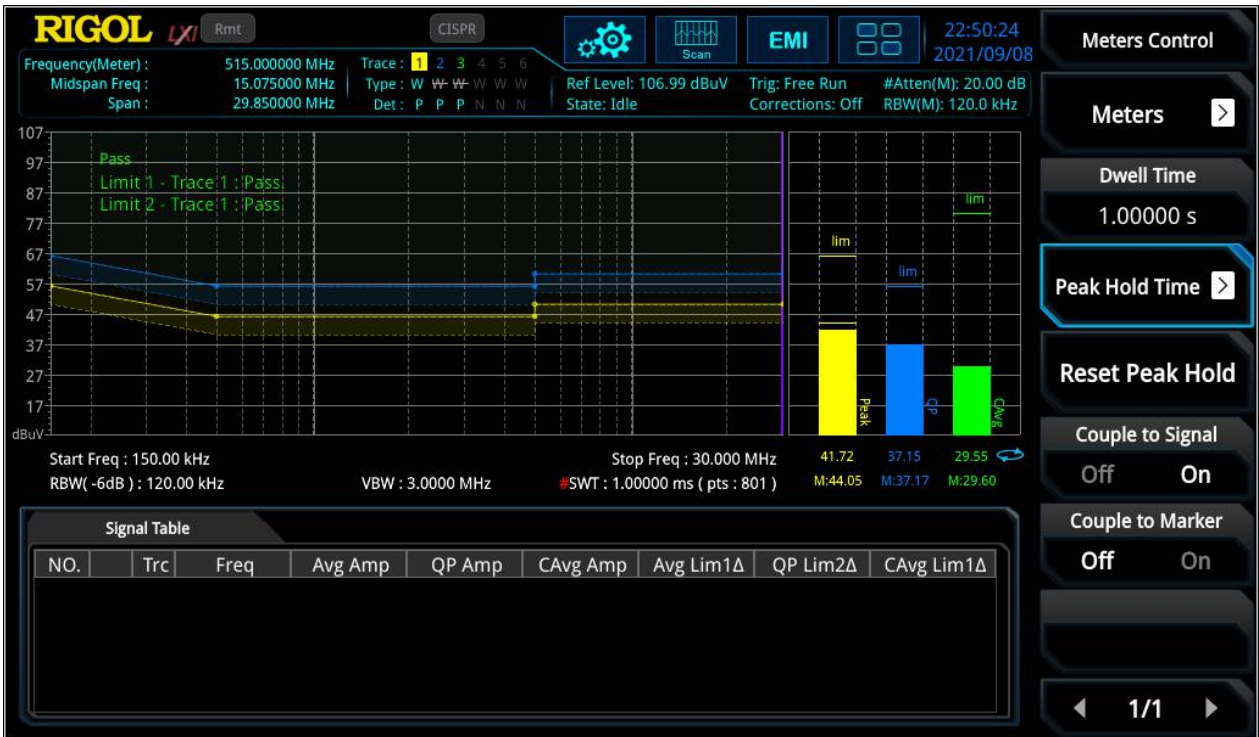 RIGOL LXI Rmt CISPR Scan EMI 22:50:24
2021/09/08
Frequency(Meter) : 515.000000 MHz Trace : 1 2 3 4 5 6
Midspan Freq : 15.075000 MHz Type : W W W W W W Ref Level: 106.99 dBuV Trig: Free Run #Atten(M): 20.00 dB
Span : 29.850000 MHz Det : P P P N N N State: Idle Corrections: Off RBW(M): 120.0 kHz
107
97
87
77
67
57
47
37
27
17
dBuV
Pass
Limit 1 - Trace 1 : Pass
Limit 2 - Trace 1 : Pass
lim
lim
lim
Peak
QP
CAvg
Start Freq : 150.00 kHz Stop Freq : 30.000 MHz 41.72 37.15 29.55
RBW( -6dB ) : 120.00 kHz VBW : 3.0000 MHz #SWT : 1.00000 ms ( pts : 801 ) M:44.05 M:37.17 M:29.60
Signal Table
NO. Trc Freq Avg Amp QP Amp CAvg Amp Avg Lim1Δ QP Lim2Δ CAvg Lim1Δ
Meters Control
Meters >
Dwell Time
1.00000 s
Peak Hold Time >
Reset Peak Hold
Couple to Signal
Off On
Couple to Marker
Off On
1/1